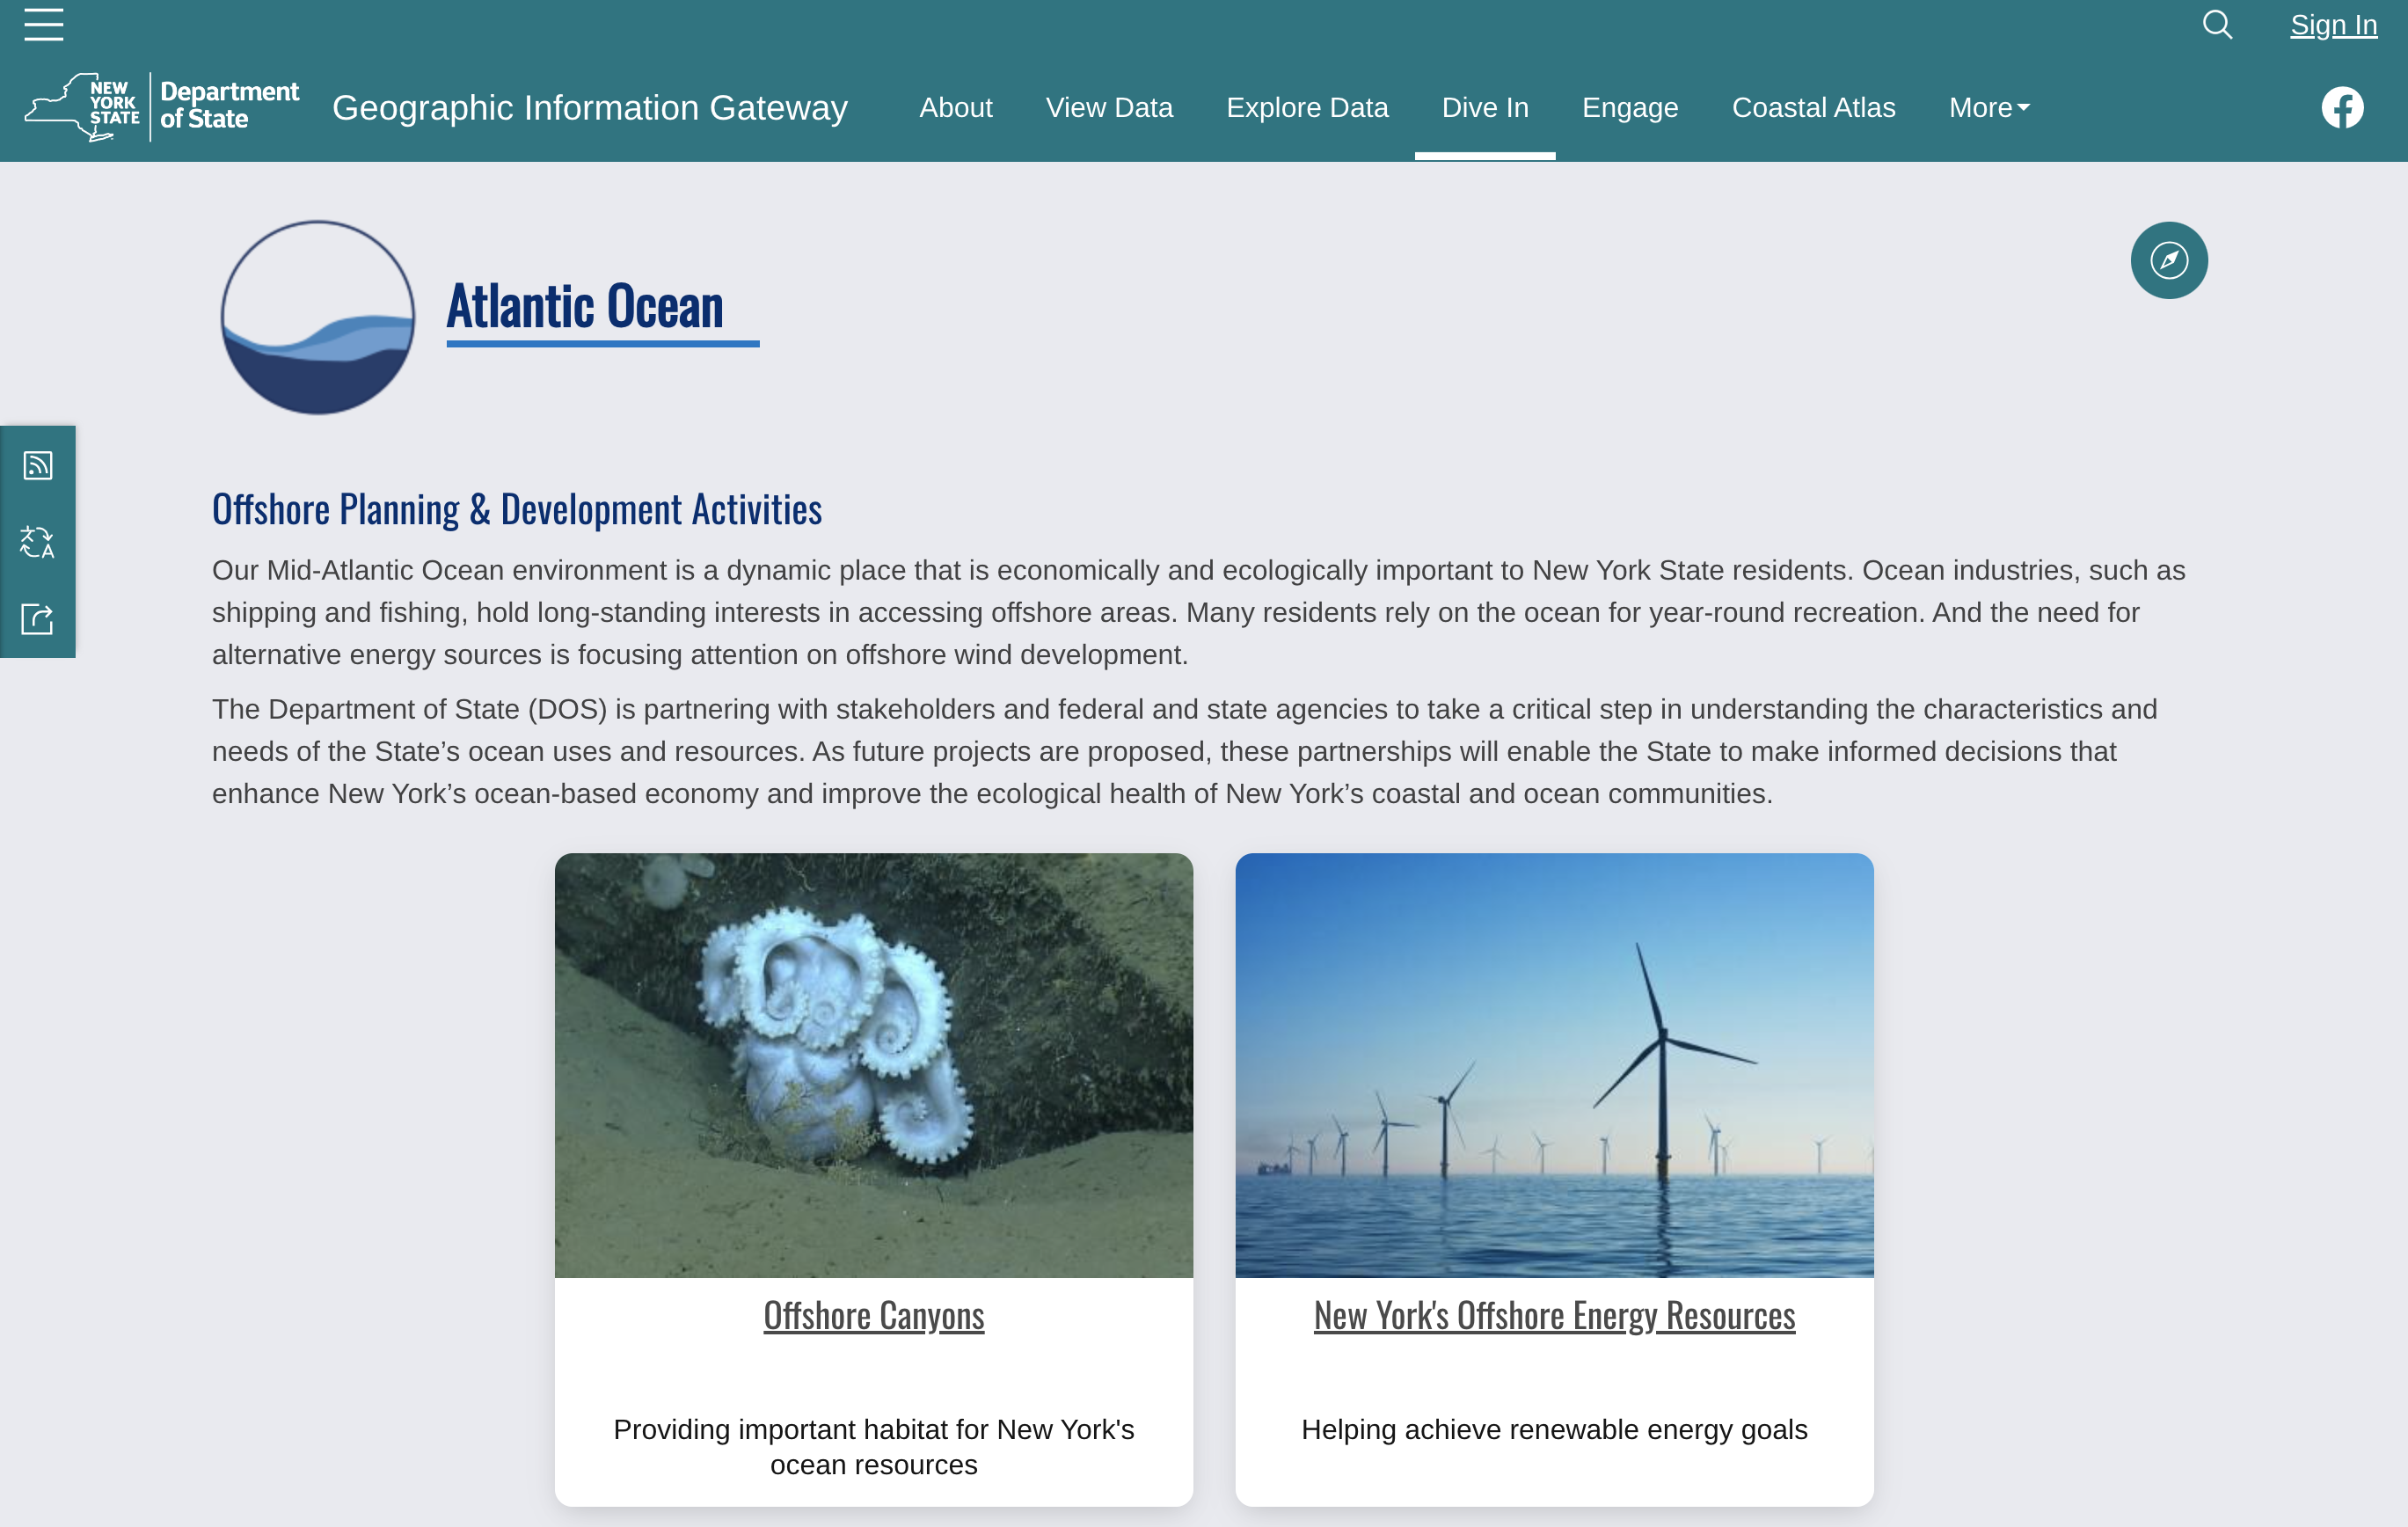 Sign In
NEW
YORK
STATE
Department
of State
Geographic Information Gateway
About
View Data
Explore Data
Dive In
Engage
Coastal Atlas
More
Atlantic Ocean
Offshore Planning & Development Activities
Our Mid-Atlantic Ocean environment is a dynamic place that is economically and ecologically important to New York State residents. Ocean industries, such as
shipping and fishing, hold long-standing interests in accessing offshore areas. Many residents rely on the ocean for year-round recreation. And the need for
alternative energy sources is focusing attention on offshore wind development.
The Department of State (DOS) is partnering with stakeholders and federal and state agencies to take a critical step in understanding the characteristics and
needs of the State’s ocean uses and resources. As future projects are proposed, these partnerships will enable the State to make informed decisions that
enhance New York’s ocean-based economy and improve the ecological health of New York’s coastal and ocean communities.
Offshore Canyons
Providing important habitat for New York's
ocean resources
New York's Offshore Energy Resources
Helping achieve renewable energy goals